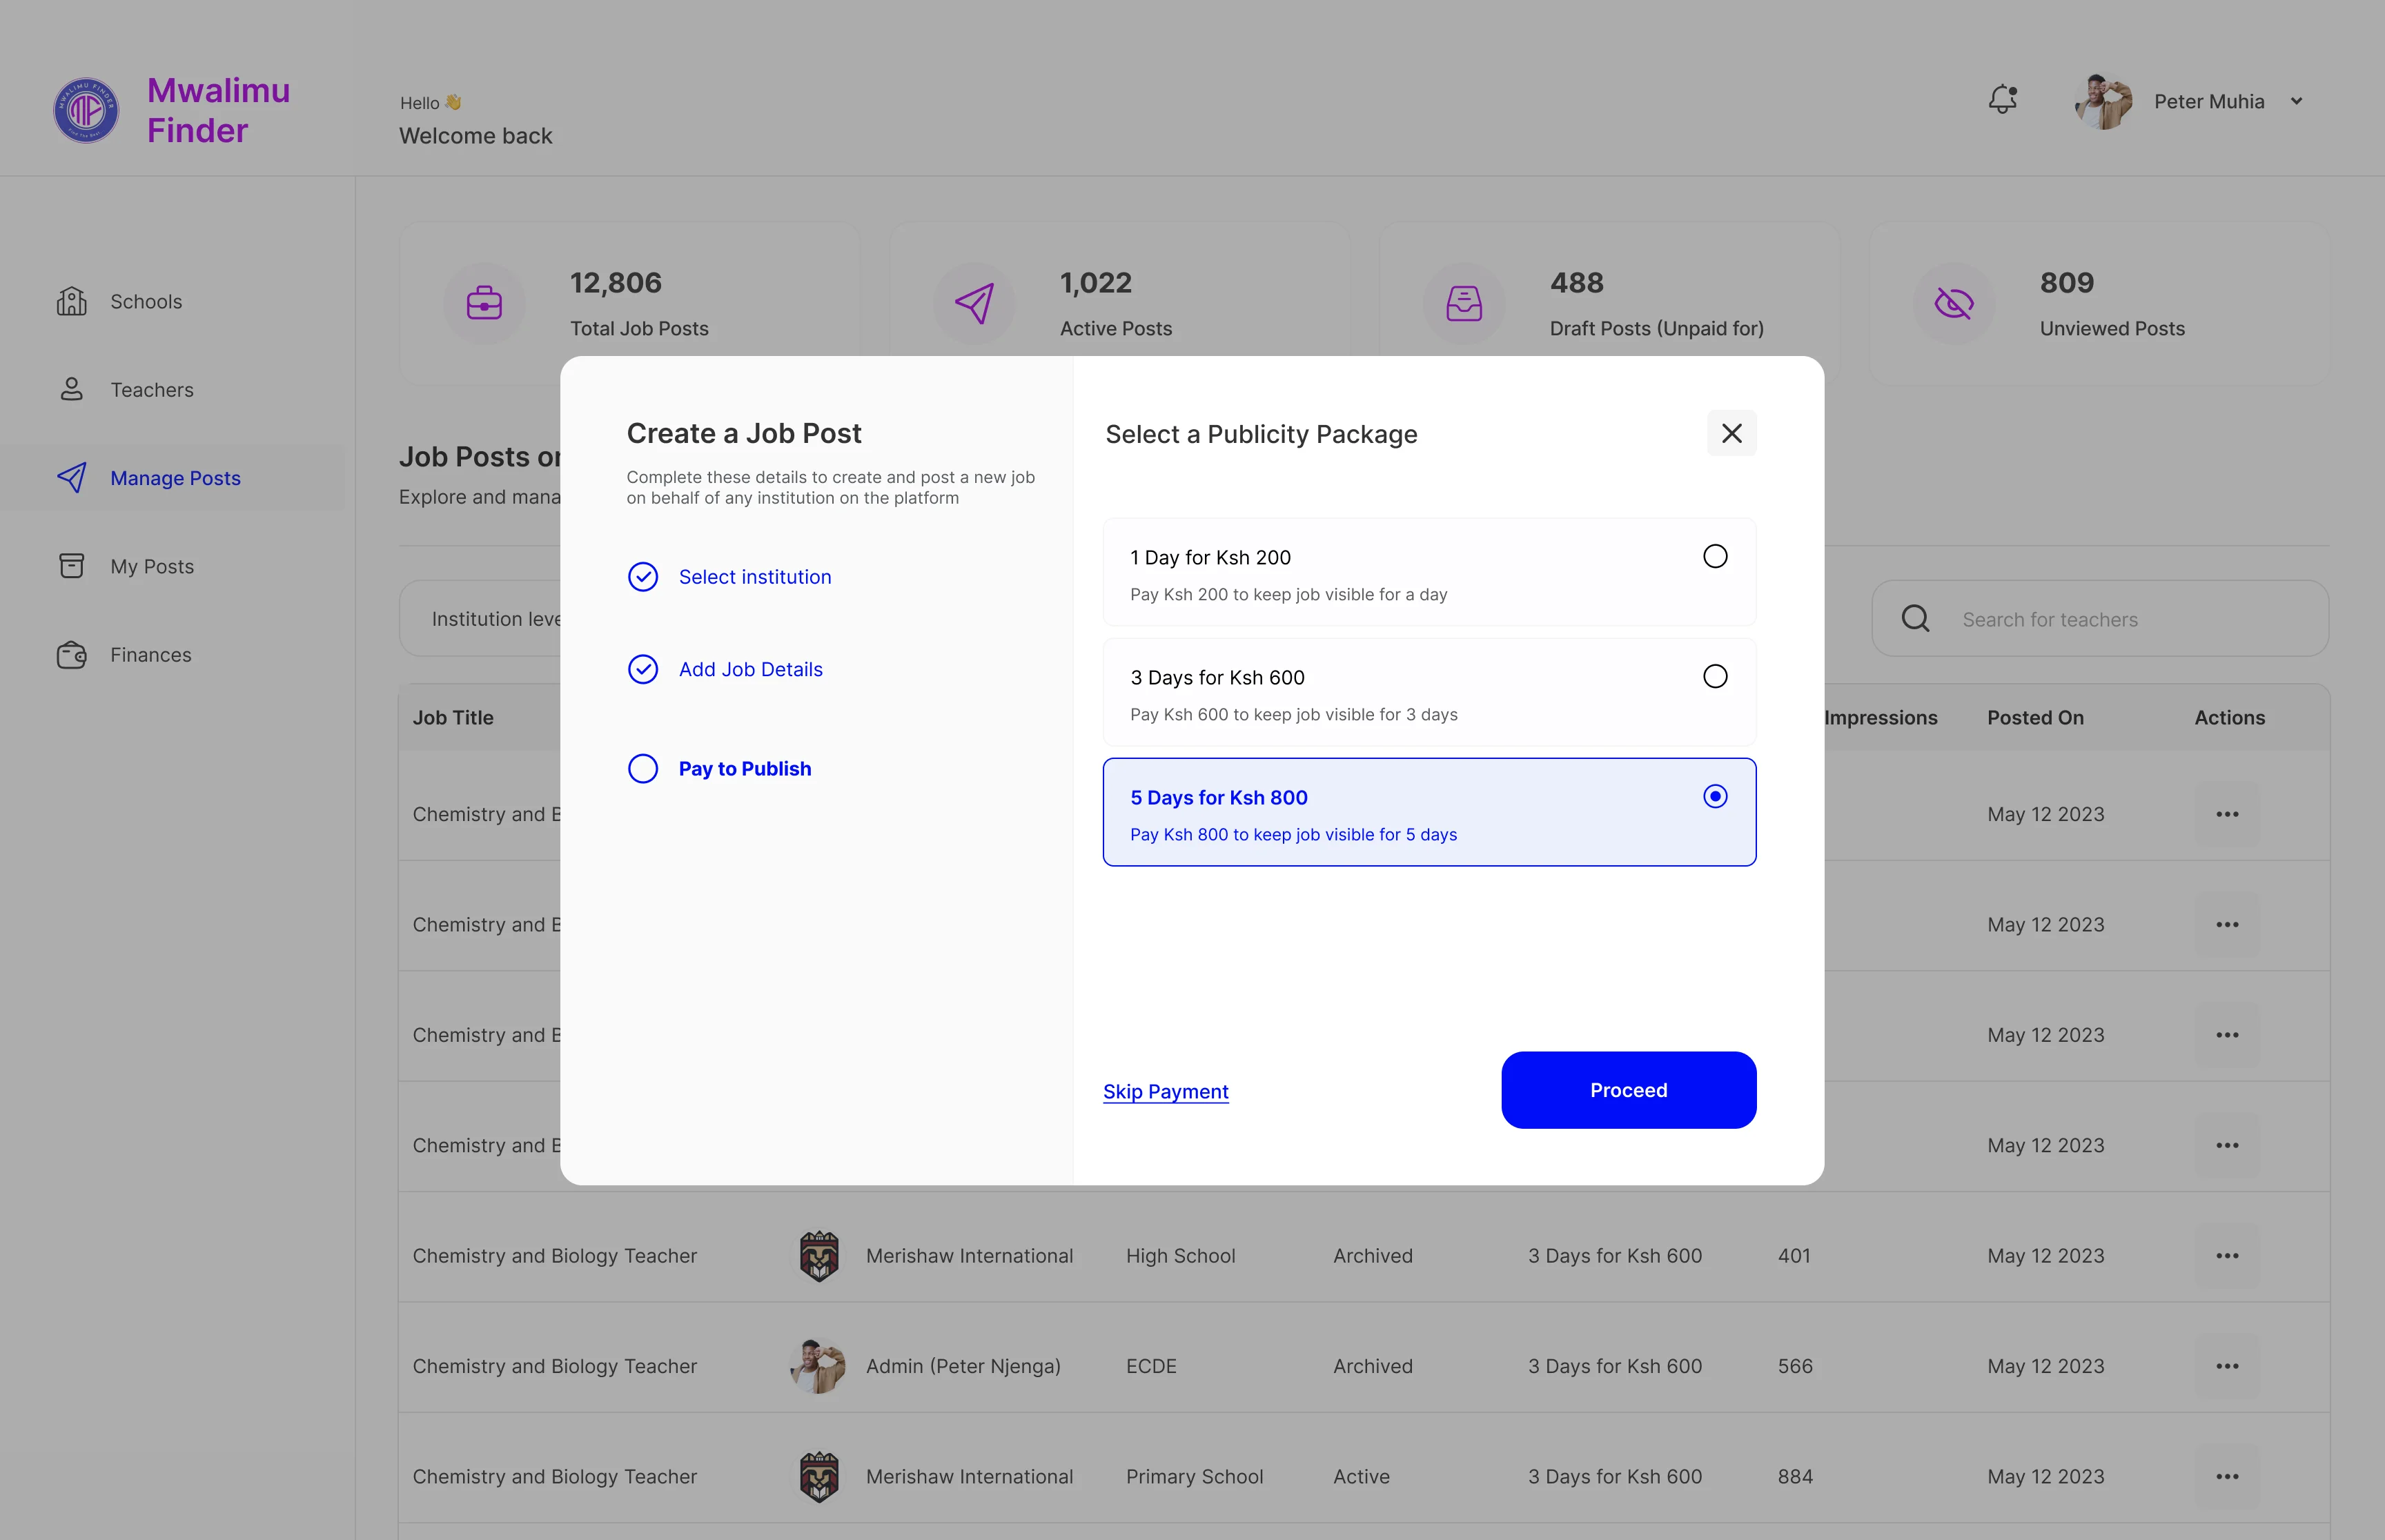 Mwalimu
Finder
Hello 👋
Welcome back
Peter Muhia
Schools
Teachers
Manage Posts
My Posts
Finances
12,806
Total Job Posts
1,022
Active Posts
488
Draft Posts (Unpaid for)
809
Unviewed Posts
Job Posts
Explore and
Institution
Search for teachers
Create a Job Post
Complete these details to create and post a new job
on behalf of any institution on the platform
Select institution
Add Job Details
Pay to Publish
Select a Publicity Package
1 Day for Ksh 200
Pay Ksh 200 to keep job visible for a day
3 Days for Ksh 600
Pay Ksh 600 to keep job visible for 3 days
5 Days for Ksh 800
Pay Ksh 800 to keep job visible for 5 days
Skip Payment
Proceed
Job Title Impressions Posted On Actions
Chemistry and May 12 2023
Chemistry and May 12 2023
Chemistry and May 12 2023
Chemistry and May 12 2023
Chemistry and Biology Teacher Merishaw International High School Archived 3 Days for Ksh 600 401 May 12 2023
Chemistry and Biology Teacher Admin (Peter Njenga) ECDE Archived 3 Days for Ksh 600 566 May 12 2023
Chemistry and Biology Teacher Merishaw International Primary School Active 3 Days for Ksh 600 884 May 12 2023